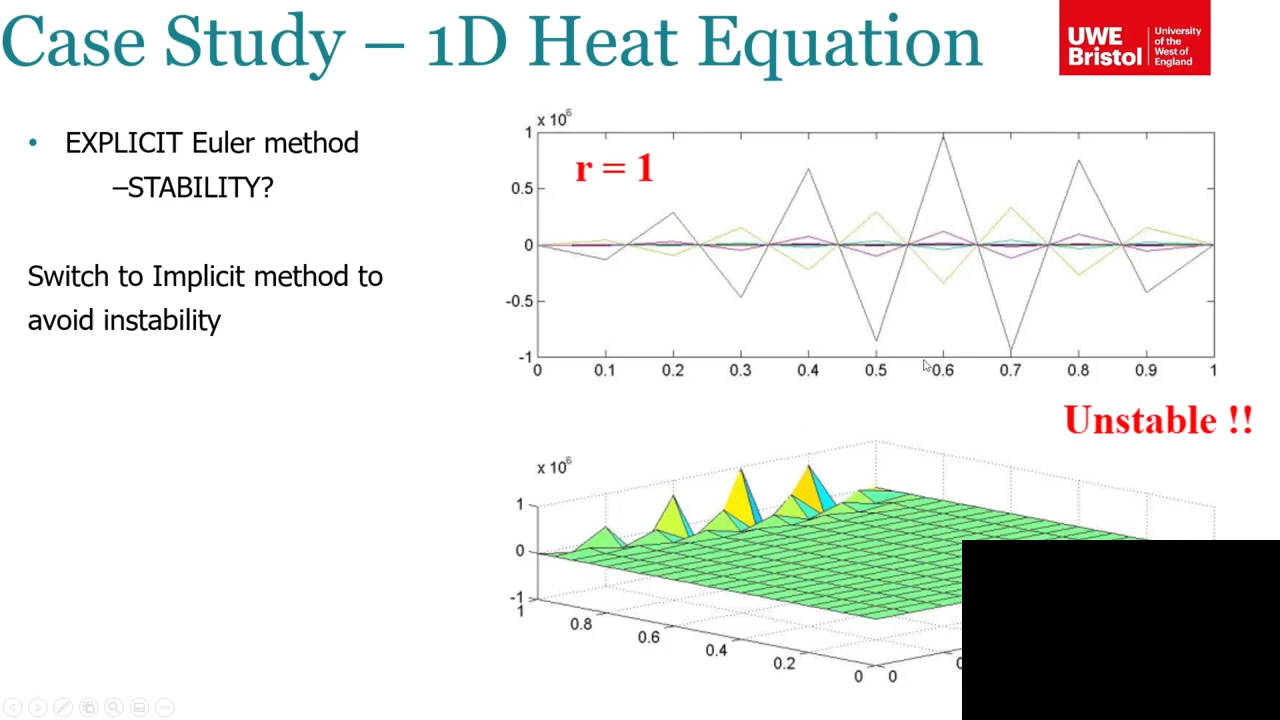 Case Study – 1D Heat Equation
UWE Bristol
University of the West of England
• EXPLICIT Euler method
–STABILITY?
Switch to Implicit method to
avoid instability
x 10^6
r = 1
1
0.5
0
-0.5
-1
0 0.1 0.2 0.3 0.4 0.5 0.6 0.7 0.8 0.9 1
Unstable !!
x 10^6
1
0
-1
1
0.8
0.6
0.4
0.2
0
0